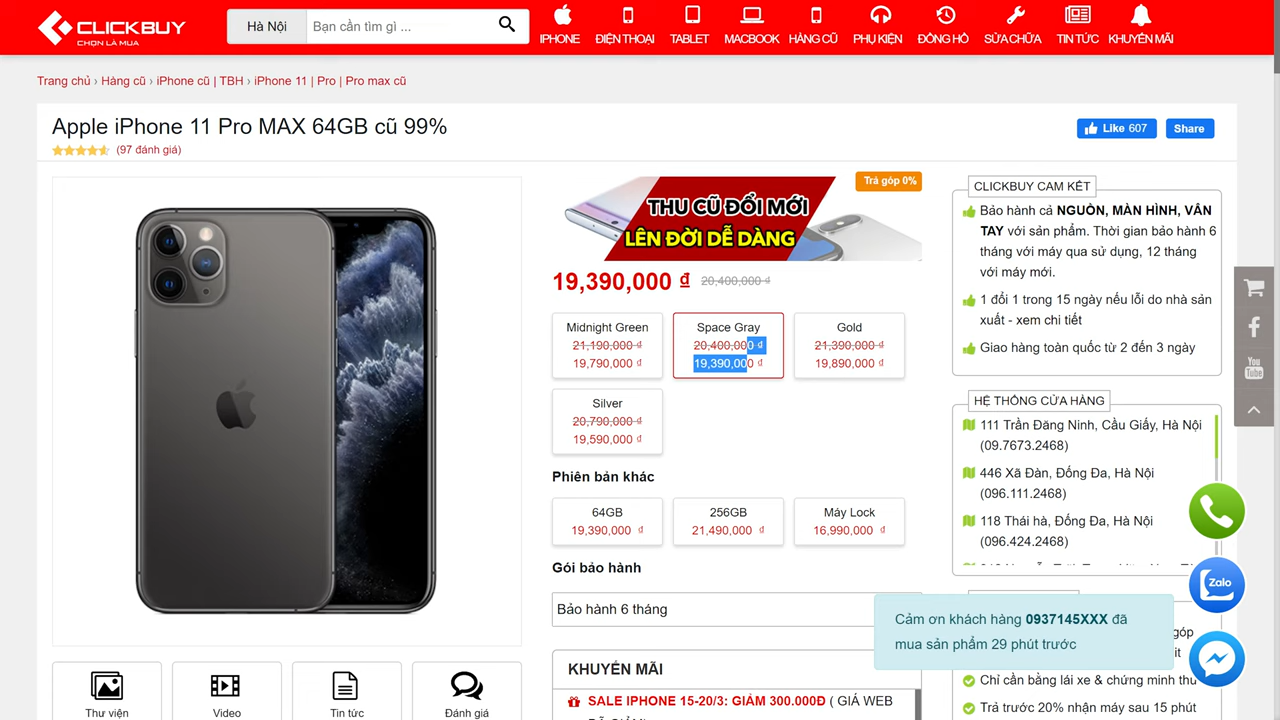 CLICKBUY
CHỌN LÀ MUA
Hà Nội
Bạn cần tìm gì ...
IPHONE
ĐIỆN THOẠI
TABLET
MACBOOK
HÀNG CŨ
PHỤ KIỆN
ĐỒNG HỒ
SỬA CHỮA
TIN TỨC
KHUYẾN MÃI
Trang chủ › Hàng cũ › iPhone cũ | TBH › iPhone 11 | Pro | Pro max cũ
Apple iPhone 11 Pro MAX 64GB cũ 99%
(97 đánh giá)
Like 607
Share
Trả góp 0%
THU CŨ ĐỔI MỚI
LÊN ĐỜI DỄ DÀNG
19,390,000 ₫ 20,400,000 ₫
Midnight Green
21,190,000 ₫
19,790,000 ₫
Space Gray
20,400,000 ₫
19,390,000 ₫
Gold
21,390,000 ₫
19,890,000 ₫
Silver
20,790,000 ₫
19,590,000 ₫
Phiên bản khác
64GB
19,390,000 ₫
256GB
21,490,000 ₫
Máy Lock
16,990,000 ₫
Gói bảo hành
Bảo hành 6 tháng
KHUYẾN MÃI
SALE IPHONE 15-20/3: GIẢM 300.000Đ ( GIÁ WEB
Thư viện
Video
Tin tức
Đánh giá
CLICKBUY CAM KẾT
Bảo hành cả NGUỒN, MÀN HÌNH, VÂN
TAY với sản phẩm. Thời gian bảo hành 6
tháng với máy qua sử dụng, 12 tháng
với máy mới.
1 đổi 1 trong 15 ngày nếu lỗi do nhà sản
xuất - xem chi tiết
Giao hàng toàn quốc từ 2 đến 3 ngày
HỆ THỐNG CỬA HÀNG
111 Trần Đăng Ninh, Cầu Giấy, Hà Nội
(09.7673.2468)
446 Xã Đàn, Đống Đa, Hà Nội
(096.111.2468)
118 Thái hà, Đống Đa, Hà Nội
(096.424.2468)
You
Tube
Zalo
Cảm ơn khách hàng 0937145XXX đã
mua sản phẩm 29 phút trước
góp
Chỉ cần bằng lái xe & chứng minh thư
Trả trước 20% nhận máy sau 15 phút